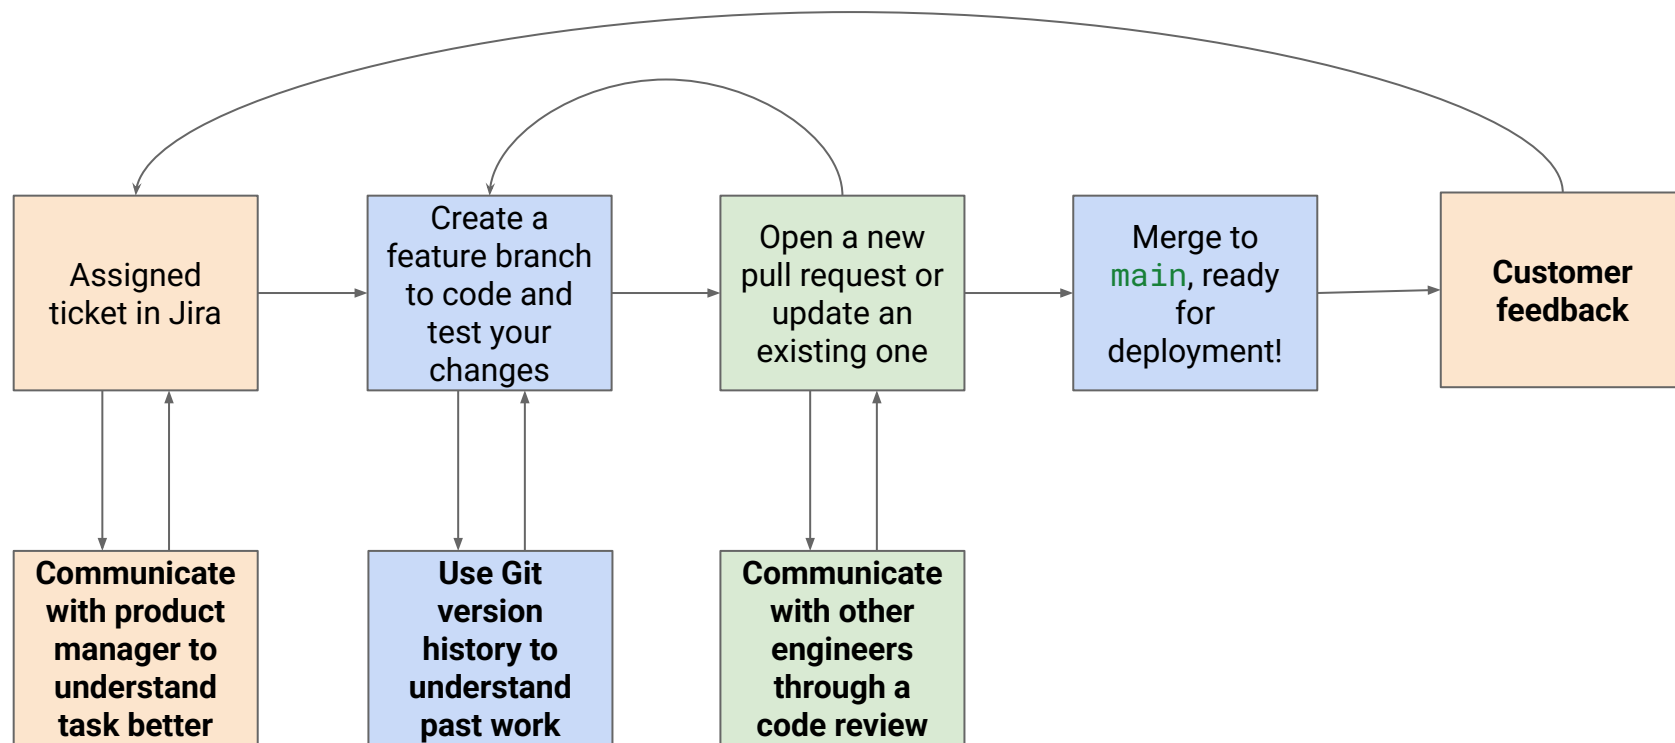 Assigned
ticket in Jira
Create a
feature branch
to code and
test your
changes
Open a new
pull request or
update an
existing one
Merge to
main, ready
for
deployment!
Customer
feedback
Communicate
with product
manager to
understand
task better
Use Git
version
history to
understand
past work
Communicate
with other
engineers
through a
code review